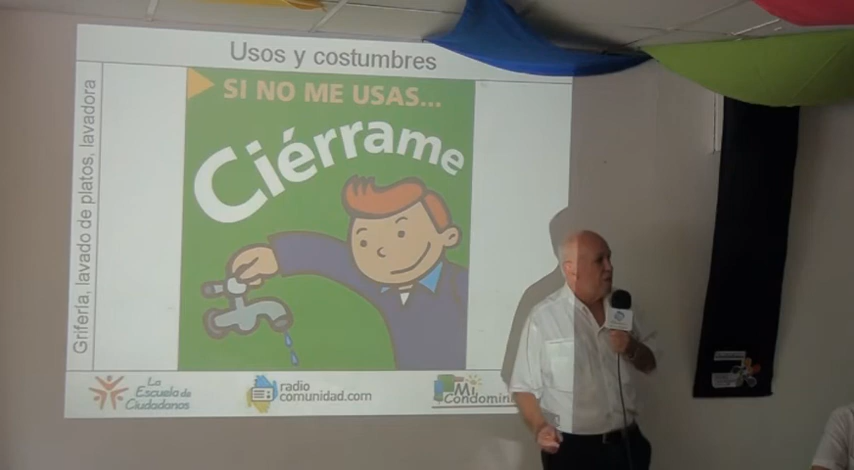 Usos y costumbres
Grifería, lavado de platos, lavadora
SI NO ME USAS...
Ciérrame
La
Escuela de
Ciudadanos
radio
comunidad.com
Mi
Condomin